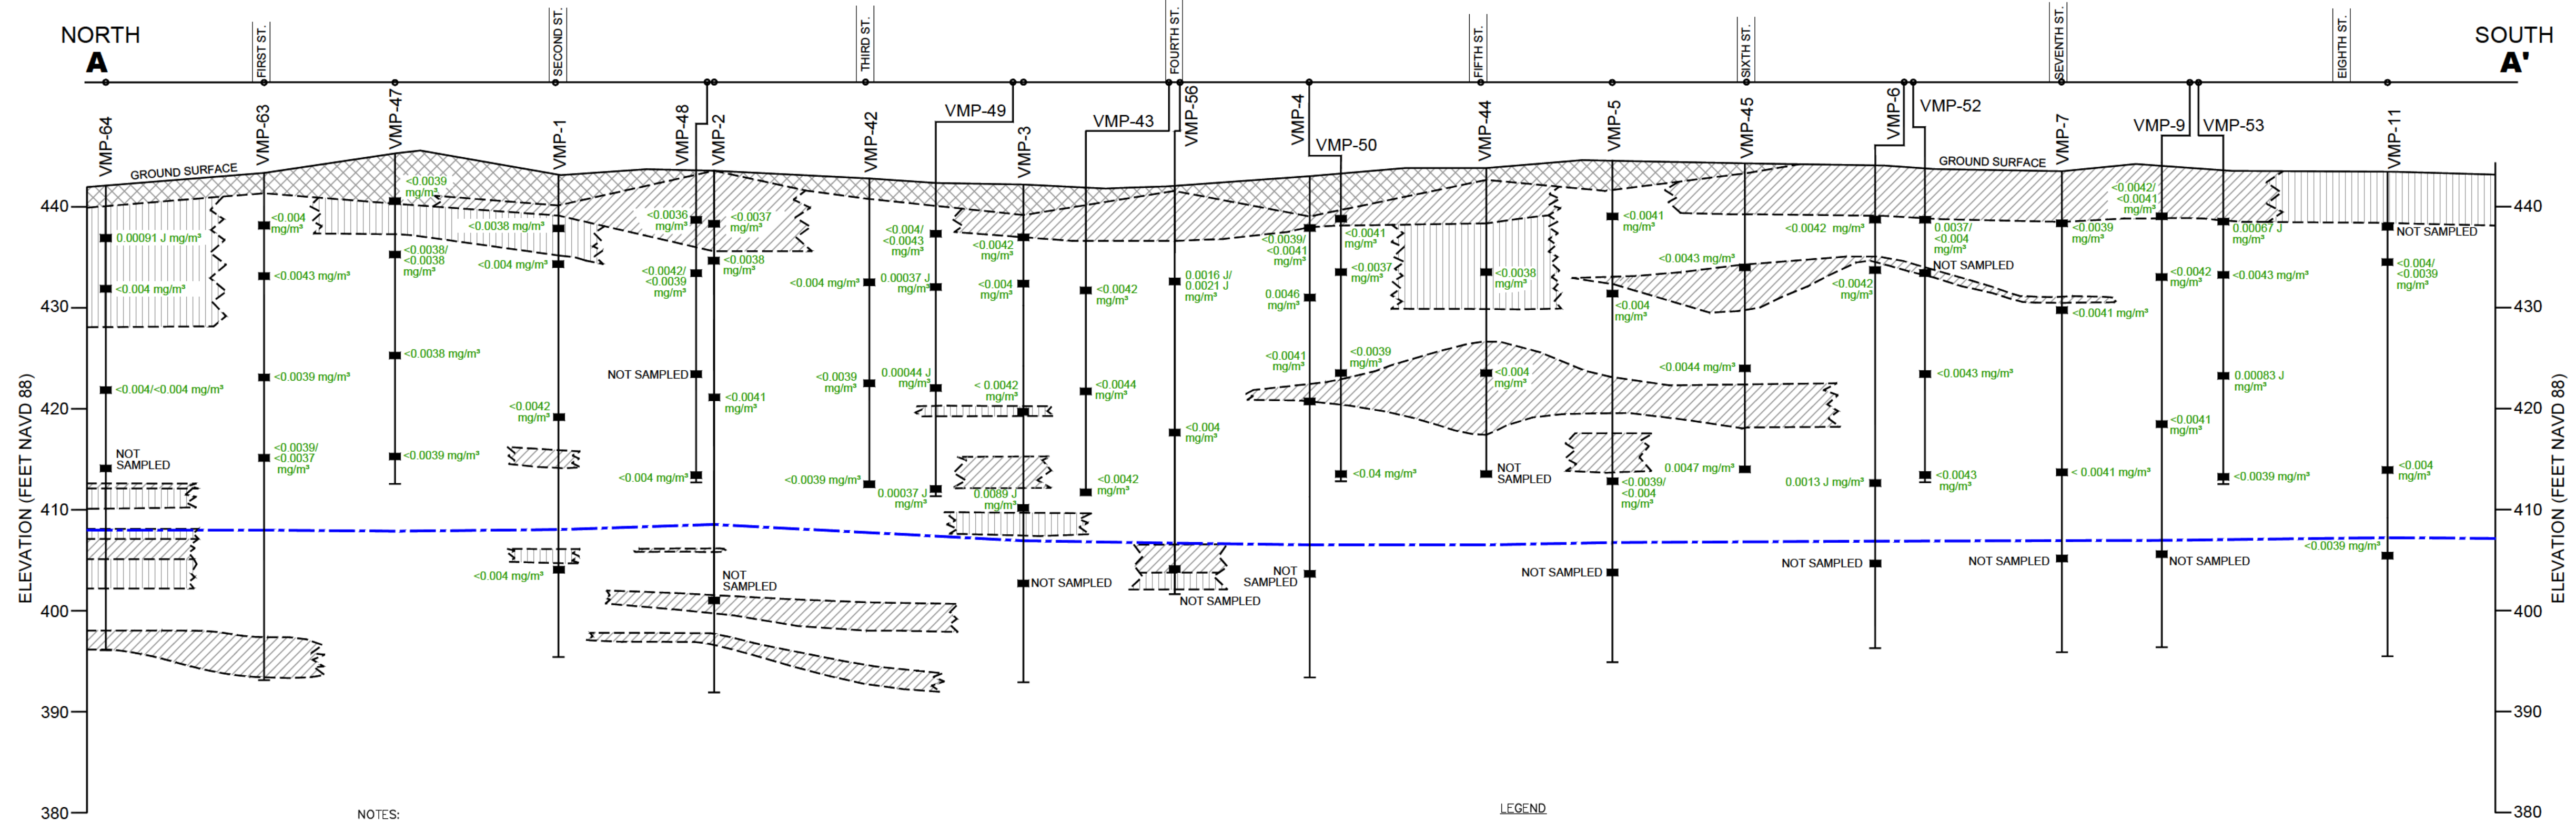 NORTH
A
SOUTH
A'
FIRST ST.
SECOND ST.
THIRD ST.
FOURTH ST.
FIFTH ST.
SIXTH ST.
SEVENTH ST.
EIGHTH ST.
VMP-64
VMP-63
VMP-47
VMP-1
VMP-48
VMP-2
VMP-42
VMP-49
VMP-3
VMP-43
VMP-56
VMP-4
VMP-50
VMP-44
VMP-5
VMP-45
VMP-6
VMP-52
VMP-7
VMP-9
VMP-53
VMP-11
GROUND SURFACE
GROUND SURFACE
ELEVATION (FEET NAVD 88)
440
430
420
410
400
390
380
0.00091 J mg/m³
<0.004 mg/m³
<0.004/<0.004 mg/m³
NOT
SAMPLED
<0.004
mg/m³
<0.0043 mg/m³
<0.0039 mg/m³
<0.0039/
<0.0037
mg/m³
<0.0039
mg/m³
<0.0038/
<0.0038
mg/m³
<0.0038 mg/m³
<0.0039 mg/m³
<0.0038 mg/m³
<0.004 mg/m³
<0.0042
mg/m³
<0.004 mg/m³
<0.0036
mg/m³
<0.0042/
<0.0039
mg/m³
NOT SAMPLED
<0.004 mg/m³
<0.0037
mg/m³
<0.0038
mg/m³
<0.0041
mg/m³
NOT
SAMPLED
<0.004 mg/m³
<0.0039
mg/m³
<0.0039 mg/m³
<0.004/
<0.0043
mg/m³
0.00037 J
mg/m³
0.00044 J
mg/m³
0.00037 J
mg/m³
<0.0042
mg/m³
<0.004
mg/m³
< 0.0042
mg/m³
0.0089 J
mg/m³
NOT SAMPLED
<0.0042
mg/m³
<0.0044
mg/m³
<0.0042
mg/m³
0.0016 J/
0.0021 J
mg/m³
<0.004
mg/m³
NOT SAMPLED
<0.0039/
<0.0041
mg/m³
0.0046
mg/m³
<0.0041
mg/m³
NOT
SAMPLED
<0.0041
mg/m³
<0.0037
mg/m³
<0.0039
mg/m³
<0.04 mg/m³
<0.0038
mg/m³
<0.004
mg/m³
NOT
SAMPLED
<0.0041
mg/m³
<0.004
mg/m³
<0.0039/
<0.004
mg/m³
NOT SAMPLED
<0.0043 mg/m³
<0.0044 mg/m³
0.0047 mg/m³
<0.0042 mg/m³
<0.0042
mg/m³
0.0013 J mg/m³
NOT SAMPLED
0.0037/
<0.004
mg/m³
NOT SAMPLED
<0.0043 mg/m³
<0.0043
mg/m³
<0.0039
mg/m³
<0.0041 mg/m³
< 0.0041 mg/m³
NOT SAMPLED
<0.0042/
<0.0041
mg/m³
<0.0042
mg/m³
<0.0041
mg/m³
NOT SAMPLED
0.00067 J
mg/m³
<0.0043 mg/m³
0.00083 J
mg/m³
<0.0039 mg/m³
NOT SAMPLED
<0.004/
<0.0039
mg/m³
<0.004
mg/m³
<0.0039 mg/m³
440
430
420
410
400
390
380
ELEVATION (FEET NAVD 88)
NOTES:
LEGEND